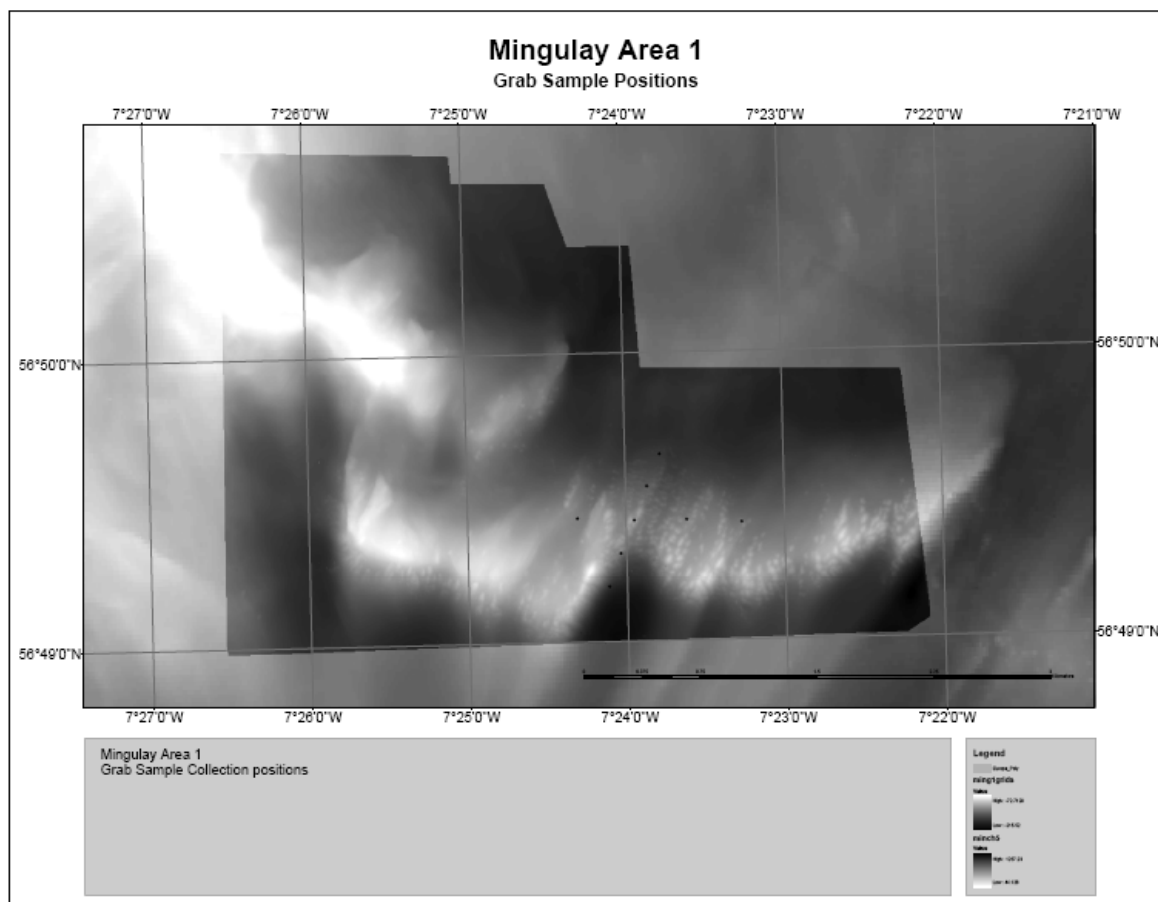 Mingulay Area 1
Grab Sample Positions
7°27'0"W 7°26'0"W 7°25'0"W 7°24'0"W 7°23'0"W 7°22'0"W 7°21'0"W
56°50'0"N 56°50'0"N
56°49'0"N 56°49'0"N
7°27'0"W 7°26'0"W 7°25'0"W 7°24'0"W 7°23'0"W 7°22'0"W
Mingulay Area 1
Grab Sample Collection positions
Legend
Value
minch5
Value